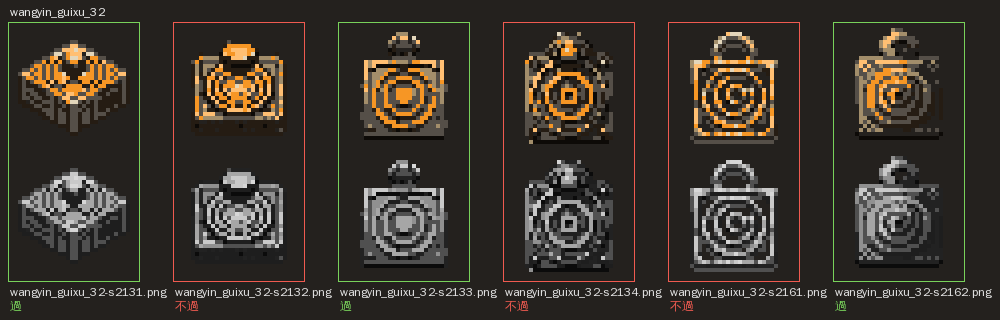 wangyin_guixu_32
wangyin_guixu_32-s2131.png wangyin_guixu_32-s2132.png wangyin_guixu_32-s2133.png wangyin_guixu_32-s2134.png wangyin_guixu_32-s2161.png wangyin_guixu_32-s2162.png
過 不過 過 不過 不過 過